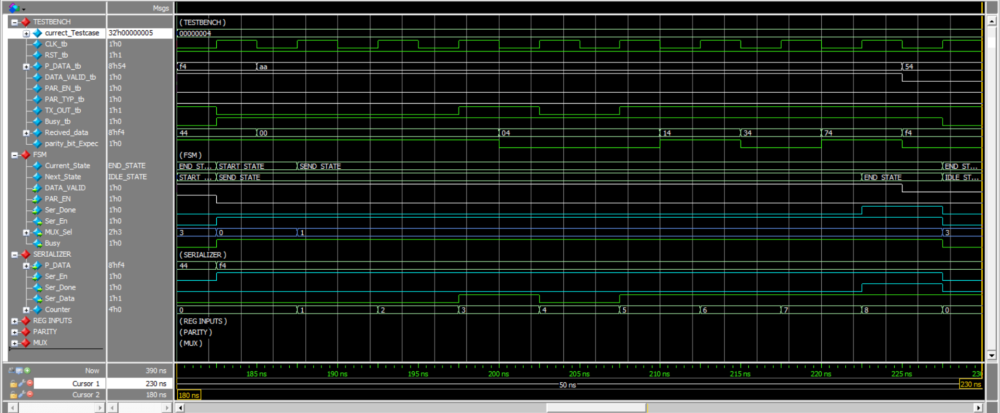 Msgs
TESTBENCH (TESTBENCH)
currect_Testcase 32'h00000005 00000004
CLK_tb 1'h0
RST_tb 1'h1
P_DATA_tb 8'h54 f4 aa 54
DATA_VALID_tb 1'h0
PAR_EN_tb 1'h0
PAR_TYP_tb 1'h0
TX_OUT_tb 1'h1
Busy_tb 1'h0
Recived_data 8'hf4 44 00 04 14 34 74 f4
parity_bit_Expec 1'h0
FSM (FSM)
Current_State END_STATE END_ST... START_STATE SEND_STATE END_ST...
Next_State IDLE_STATE START_... SEND_STATE END_STATE IDLE_ST...
DATA_VALID 1'h0
PAR_EN 1'h0
Ser_Done 1'h0
Ser_En 1'h0
MUX_Sel 2'h3 3 0 1 3
Busy 1'h0
SERIALIZER (SERIALIZER)
P_DATA 8'hf4 44 f4
Ser_En 1'h0
Ser_Done 1'h0
Ser_Data 1'h1
Counter 4'h0 0 1 2 3 4 5 6 7 8 0
REG INPUTS (REG INPUTS)
PARITY (PARITY)
MUX (MUX)
Now 390 ns 185 ns 190 ns 195 ns 200 ns 205 ns 210 ns 215 ns 220 ns 225 ns 230
Cursor 1 230 ns 50 ns 230 ns
Cursor 2 180 ns 180 ns